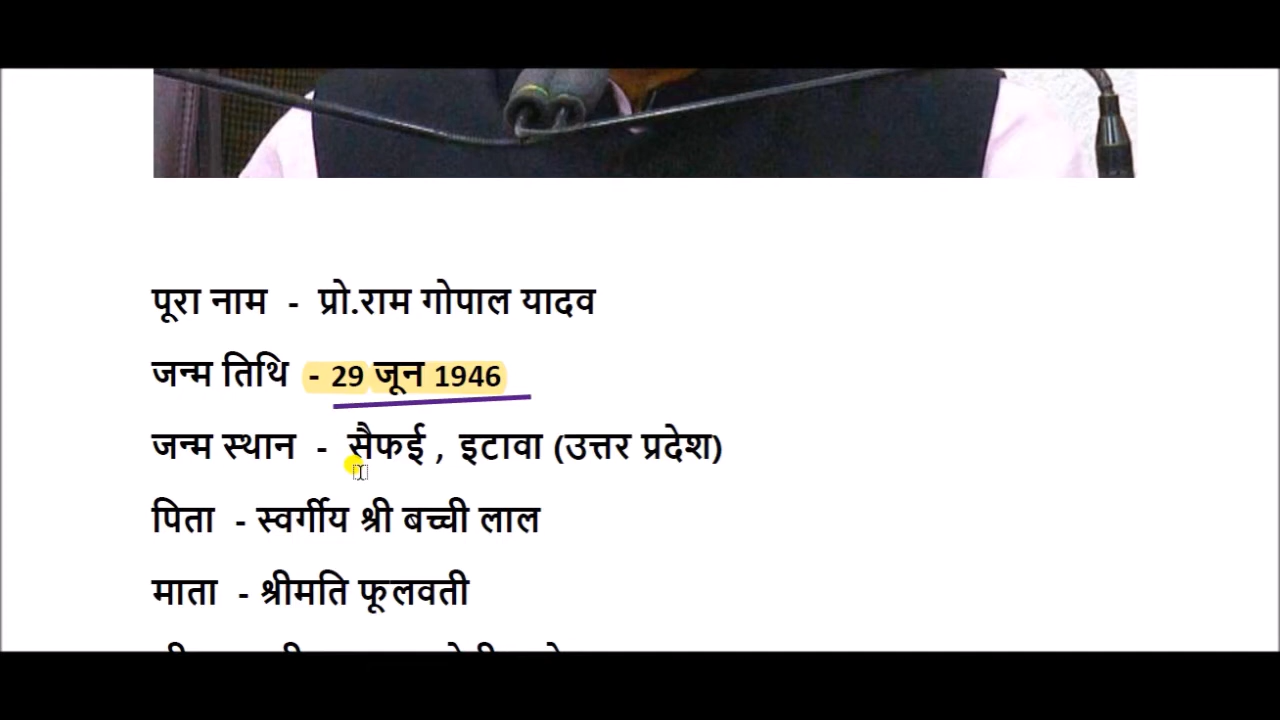 पूरा नाम - प्रो.राम गोपाल यादव
जन्म तिथि - 29 जून 1946
जन्म स्थान - सैफई , इटावा (उत्तर प्रदेश)
पिता - स्वर्गीय श्री बच्ची लाल
माता - श्रीमति फूलवती